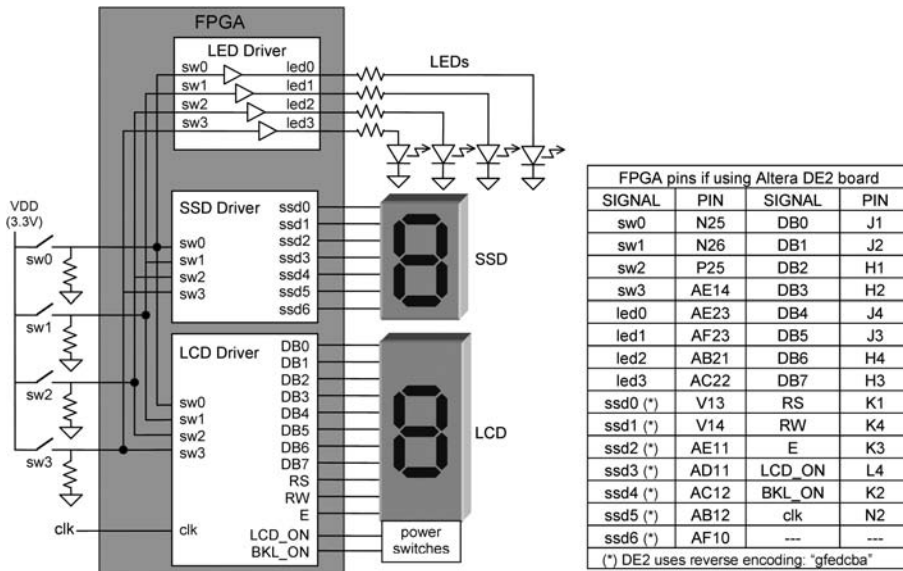 FPGA
LED Driver
sw0 led0
sw1 led1
sw2 led2
sw3 led3
LEDs
VDD
(3.3V)
sw0
sw1
sw2
sw3
clk
SSD Driver
sw0
sw1
sw2
sw3
ssd0
ssd1
ssd2
ssd3
ssd4
ssd5
ssd6
SSD
LCD Driver
sw0
sw1
sw2
sw3
clk
DB0
DB1
DB2
DB3
DB4
DB5
DB6
DB7
RS
RW
E
LCD_ON
BKL_ON
LCD
power
switches
FPGA pins if using Altera DE2 board
SIGNAL PIN SIGNAL PIN
sw0 N25 DB0 J1
sw1 N26 DB1 J2
sw2 P25 DB2 H1
sw3 AE14 DB3 H2
led0 AE23 DB4 J4
led1 AF23 DB5 J3
led2 AB21 DB6 H4
led3 AC22 DB7 H3
ssd0 (*) V13 RS K1
ssd1 (*) V14 RW K4
ssd2 (*) AE11 E K3
ssd3 (*) AD11 LCD_ON L4
ssd4 (*) AC12 BKL_ON K2
ssd5 (*) AB12 clk N2
ssd6 (*) AF10 --- ---
(*) DE2 uses reverse encoding: "gfedcba"